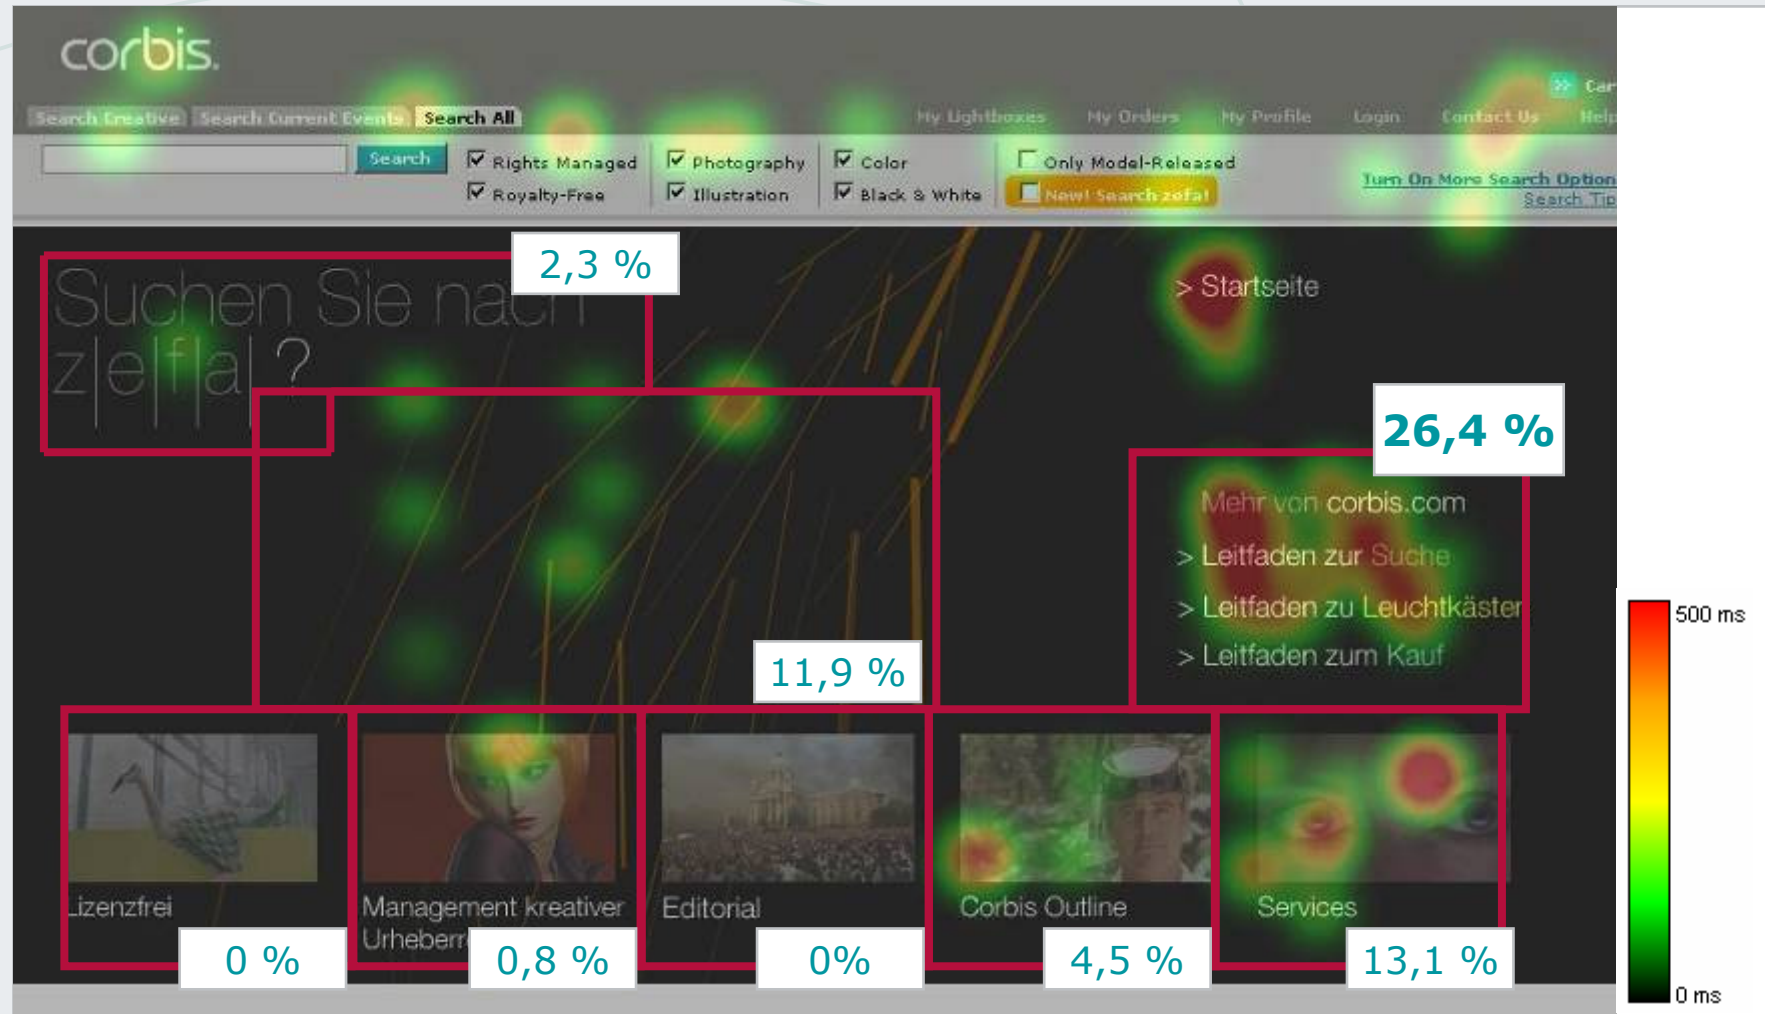 corbis.
>> Car
Search Creative Search Current Events Search All My Lightboxes My Orders My Profile Login Contact Us Help
Search Rights Managed Photography Color Only Model-Released
Turn On More Search Option
Royalty-Free Illustration Black & White New! Search zefa!
Search Tip
2,3 %
Suchen Sie nach
z|e|f|a| ?
> Startseite
26,4 %
Mehr von corbis.com
> Leitfaden zur Suche
> Leitfaden zu Leuchtkästen
> Leitfaden zum Kauf
11,9 %
500 ms
0 ms
Lizenzfrei
0 %
Management kreativer
Urheberr
0,8 %
Editorial
0%
Corbis Outline
4,5 %
Services
13,1 %